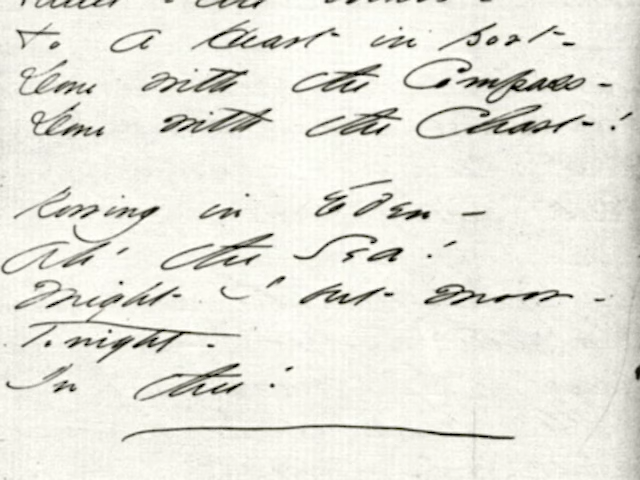 To a Heart in port -
Done with the Compass -
Done with the Chart - !

Rowing in Eden -
Ah! the Sea!
Might I but moor -
Tonight -
In thee!